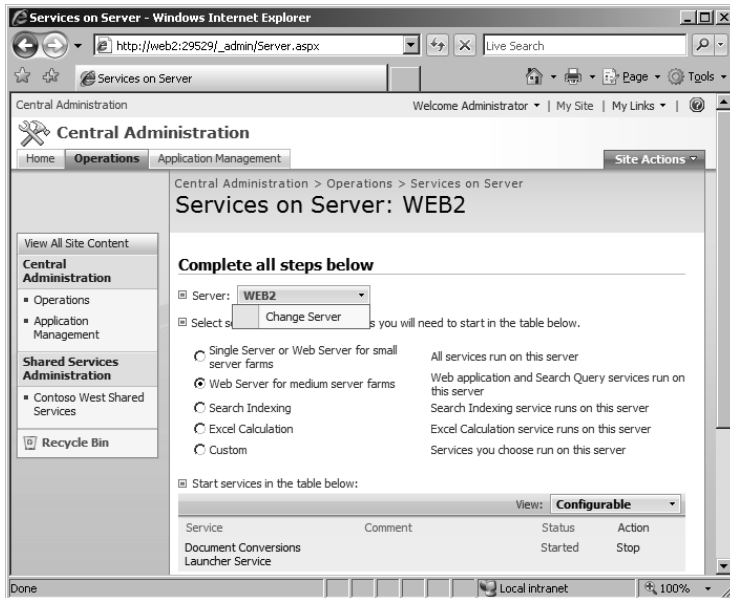 Services on Server - Windows Internet Explorer
http://web2:29529/_admin/Server.aspx
Live Search
Services on Server
Page
Tools
Central Administration
Welcome Administrator | My Site | My Links |
Central Administration
Home Operations Application Management
Site Actions
Central Administration > Operations > Services on Server
Services on Server: WEB2
View All Site Content
Central
Administration
Operations
Application
Management
Shared Services
Administration
Contoso West Shared
Services
Recycle Bin
Complete all steps below
Server: WEB2
Change Server
Select s s you will need to start in the table below.
Single Server or Web Server for small
server farms
All services run on this server
Web Server for medium server farms
Web application and Search Query services run on
this server
Search Indexing
Search Indexing service runs on this server
Excel Calculation
Excel Calculation service runs on this server
Custom
Services you choose run on this server
Start services in the table below:
View: Configurable
Service Comment Status Action
Document Conversions
Launcher Service
Started Stop
Done
Local intranet
100%